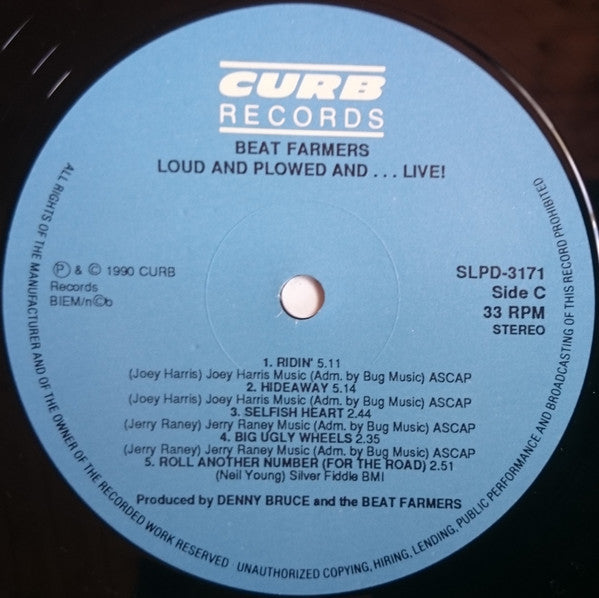 CURB
RECORDS
BEAT FARMERS
LOUD AND PLOWED AND . . . LIVE!
Ⓟ & © 1990 CURB
Records
BIEM/n©b
SLPD-3171
Side C
33 RPM
STEREO
1. RIDIN' 5.11
(Joey Harris) Joey Harris Music (Adm. by Bug Music) ASCAP
2. HIDEAWAY 5.14
(Joey Harris) Joey Harris Music (Adm. by Bug Music) ASCAP
3. SELFISH HEART 2.44
(Jerry Raney) Jerry Raney Music (Adm. by Bug Music) ASCAP
4. BIG UGLY WHEELS 2.35
(Jerry Raney) Jerry Raney Music (Adm. by Bug Music) ASCAP
5. ROLL ANOTHER NUMBER (FOR THE ROAD) 2.51
(Neil Young) Silver Fiddle BMI
Produced by DENNY BRUCE and the BEAT FARMERS
ALL RIGHTS OF THE MANUFACTURER AND OF THE OWNER OF THE RECORDED WORK RESERVED UNAUTHORIZED COPYING, HIRING, LENDING, PUBLIC PERFORMANCE AND BROADCASTING OF THIS RECORD PROHIBITED